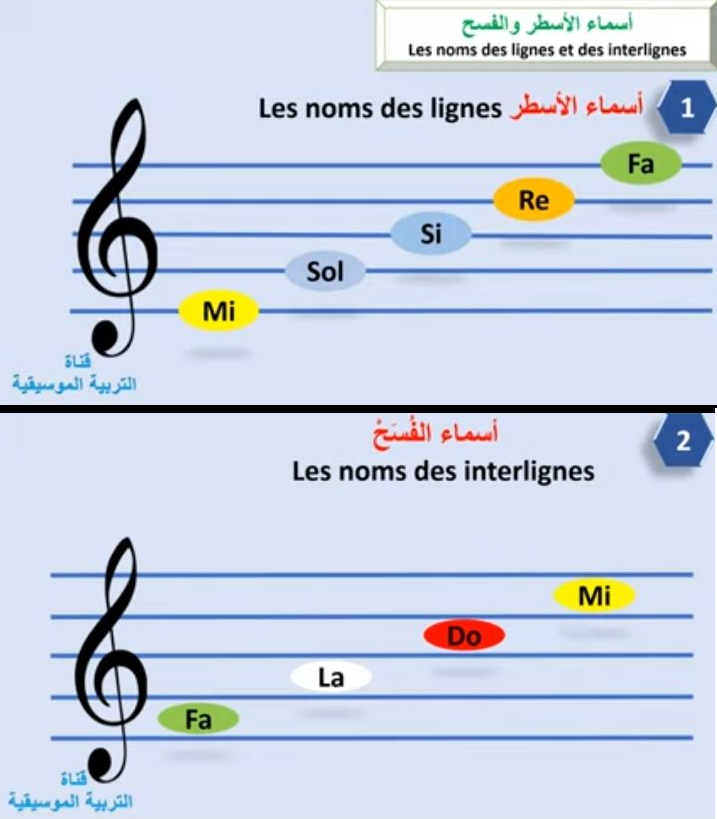 أسماء الأسطر والفسح
Les noms des lignes et des interlignes
Les noms des lignes أسماء الأسطر 1
Fa
Re
Si
Sol
Mi
قناة
التربية الموسيقية
أسماء الفُسَحْ 2
Les noms des interlignes
Mi
Do
La
Fa
قناة
التربية الموسيقية